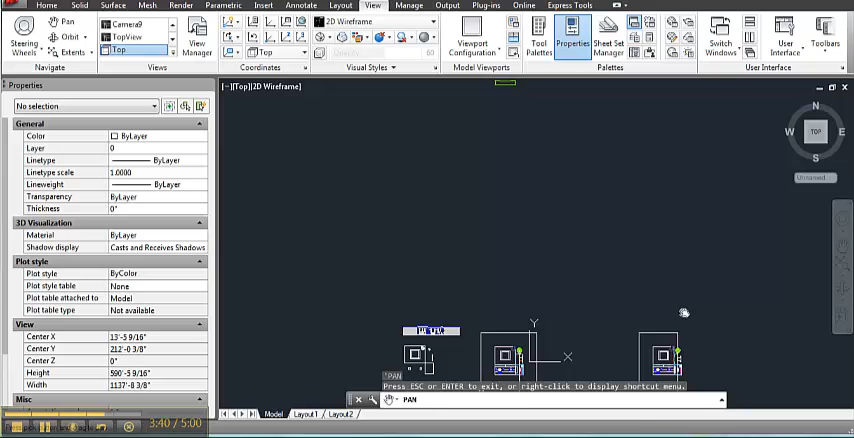 Home Solid Surface Mesh Render Parametric Insert Annotate Layout View Manage Output Plug-ins Online Express Tools
Steering Wheels
Pan
Orbit
Extents
Navigate
Camera9
TopView
Top
View Manager
Views
Top
Coordinates
2D Wireframe
Opacity 60
Visual Styles
Viewport Configuration
Model Viewports
Tool Palettes
Properties
Sheet Set Manager
Palettes
Switch Windows
User Interface
Toolbars
User Interface
Properties
No selection
General
Color ByLayer
Layer 0
Linetype ByLayer
Linetype scale 1.0000
Lineweight ByLayer
Transparency ByLayer
Thickness 0"
3D Visualization
Material ByLayer
Shadow display Casts and Receives Shadows
Plot style
Plot style ByColor
Plot style table None
Plot table attached to Model
Plot table type Not available
View
Center X 13'-5 9/16"
Center Y 212'-0 3/8"
Center Z 0"
Height 590'-5 5/16"
Width 1137'-8 3/8"
Misc
[−][Top][2D Wireframe]
N
W TOP E
S
Unnamed
Y
X
'PAN
Press ESC or ENTER to exit, or right-click to display shortcut menu.
PAN
Model Layout1 Layout2
3:40 / 5:00